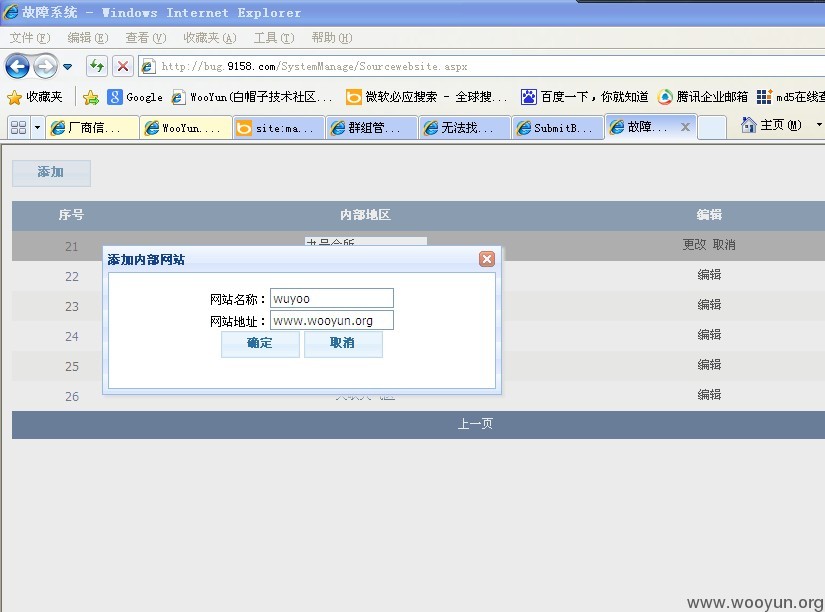 故障系统 - Windows Internet Explorer
文件(F) 编辑(E) 查看(V) 收藏夹(A) 工具(T) 帮助(H)
http://bug.9158.com/SystemManage/Sourcewebsite.aspx
收藏夹 Google WooYun(白帽子技术社区... 微软必应搜索 - 全球搜... 百度一下，你就知道 腾讯企业邮箱 md5在线查
厂商信... WooYun.... site:ma... 群组管... 无法找... SubmitB... 故障... 主页(M)
添加
序号 内部地区 编辑
21 更改 取消
添加内部网站
22 编辑
网站名称： wuyoo
23 编辑
网站地址： www.wooyun.org
24 确定 取消 编辑
25 编辑
26 编辑
上一页
www.wooyun.org